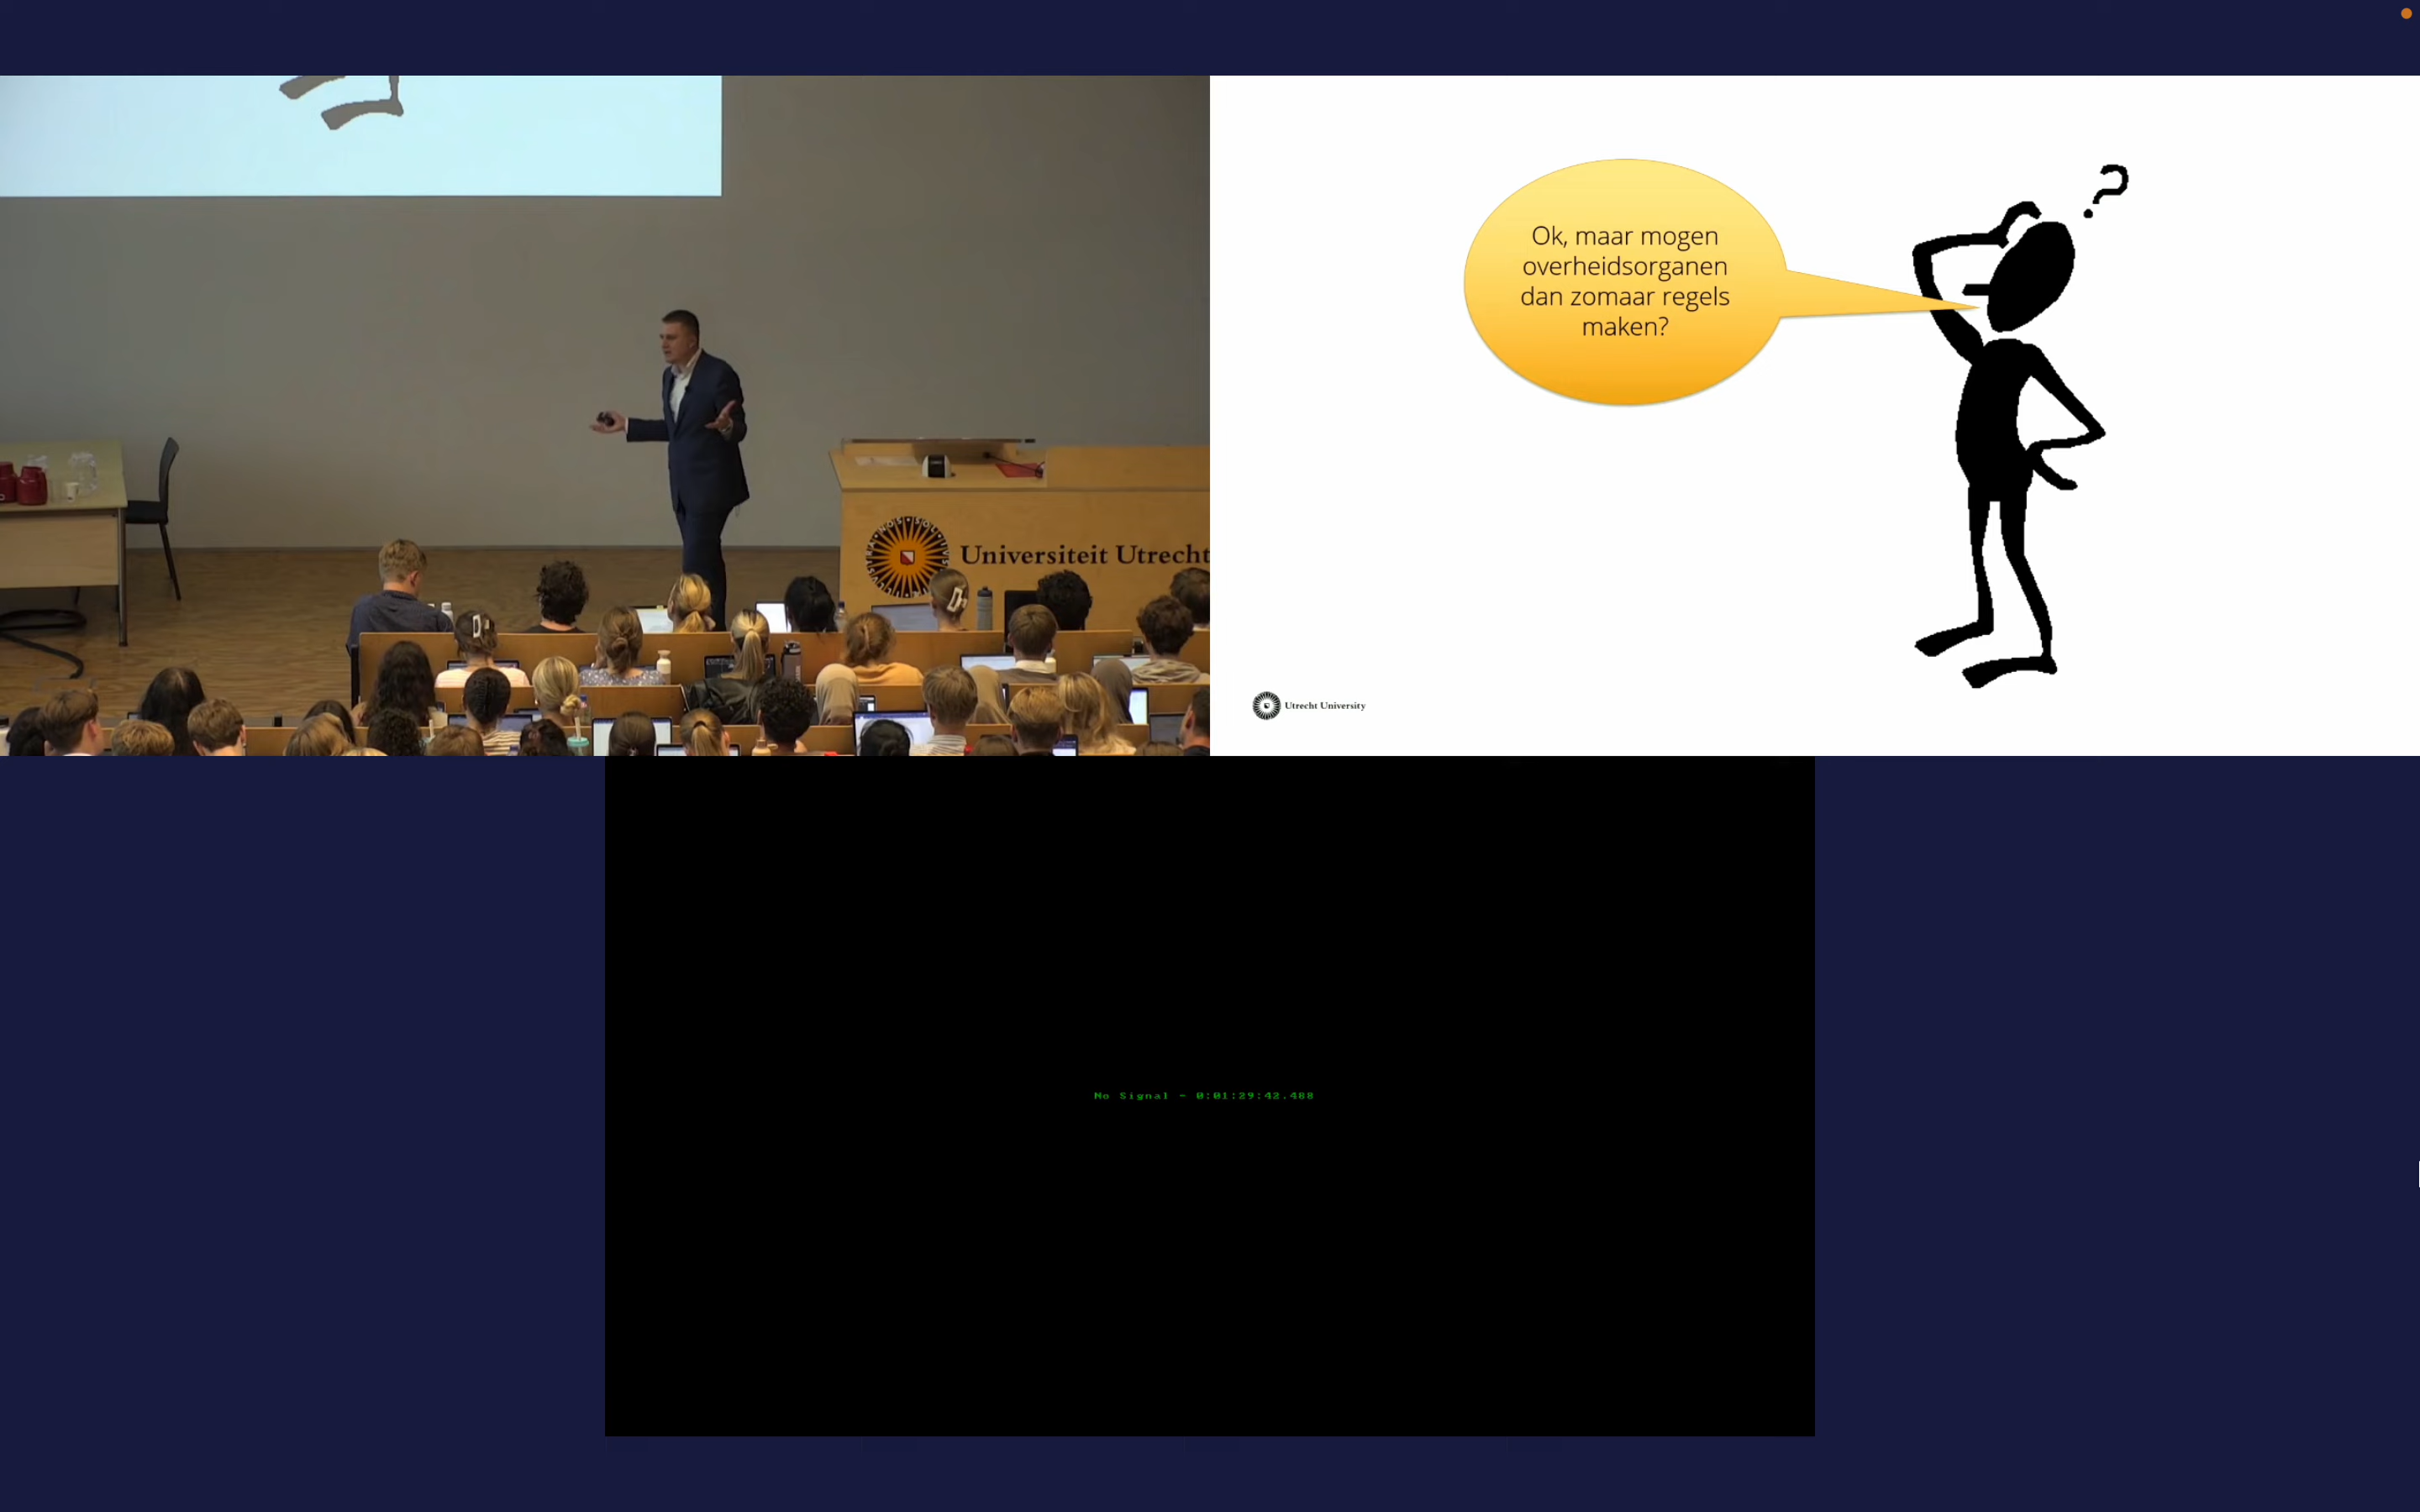 Universiteit Utrecht
Ok, maar mogen
overheidsorganen
dan zomaar regels
maken?
Utrecht University
No Signal - 0:01:29:42.488